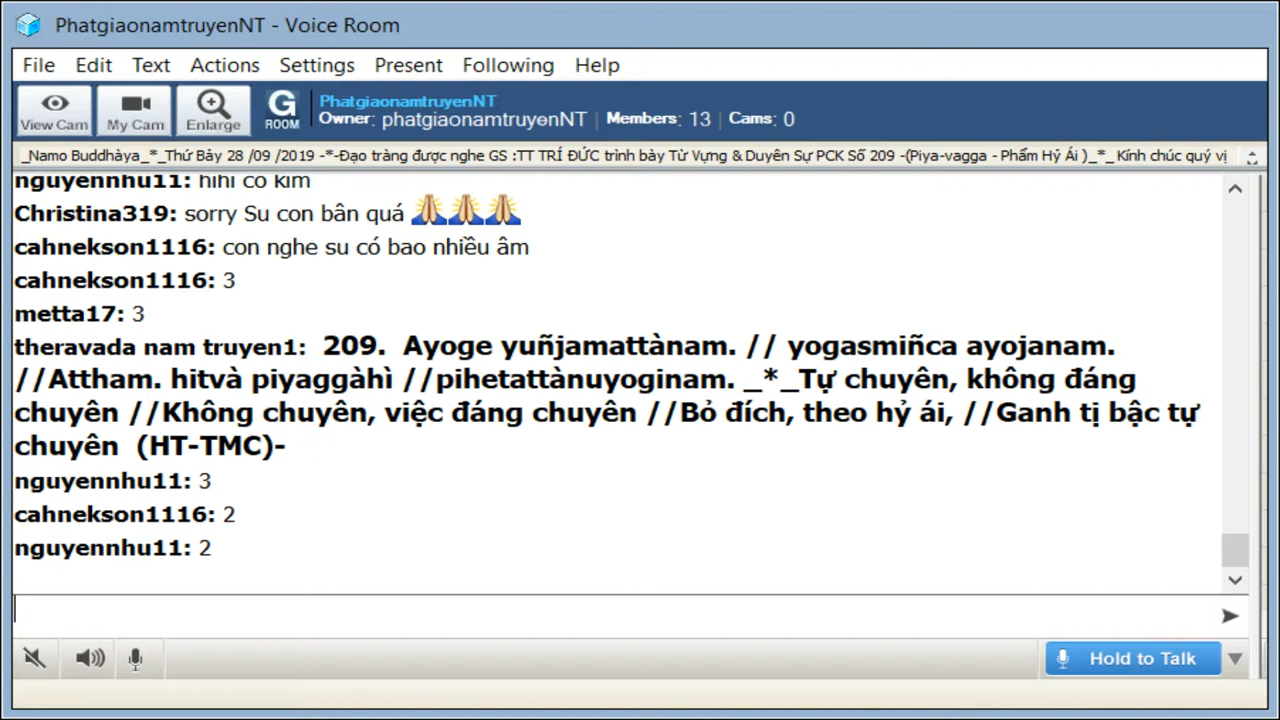 PhatgiaonamtruyenNT - Voice Room
File Edit Text Actions Settings Present Following Help
View Cam My Cam Enlarge G ROOM PhatgiaonamtruyenNT
Owner: phatgiaonamtruyenNT | Members: 13 | Cams: 0
_Namo Buddhàya_*_Thứ Bảy 28 /09 /2019 -*-Đạo tràng được nghe GS :TT TRÍ ĐỨC trình bày Từ Vựng & Duyên Sự PCK Số 209 -(Piya-vagga - Phẩm Hỷ Ái )_*_ Kính chúc quý vị
nguyennhu11: hihi co kim
Christina319: sorry Su con bân quá
cahnekson1116: con nghe su có bao nhiều âm
cahnekson1116: 3
metta17: 3
theravada nam truyen1: 209. Ayoge yuñjamattànam. // yogasmiñca ayojanam.
//Attham. hitvà piyaggàhì //pihetattànuyoginam. _*_Tự chuyên, không đáng
chuyên //Không chuyên, việc đáng chuyên //Bỏ đích, theo hỷ ái, //Ganh tị bậc tự
chuyên (HT-TMC)-
nguyennhu11: 3
cahnekson1116: 2
nguyennhu11: 2
Hold to Talk